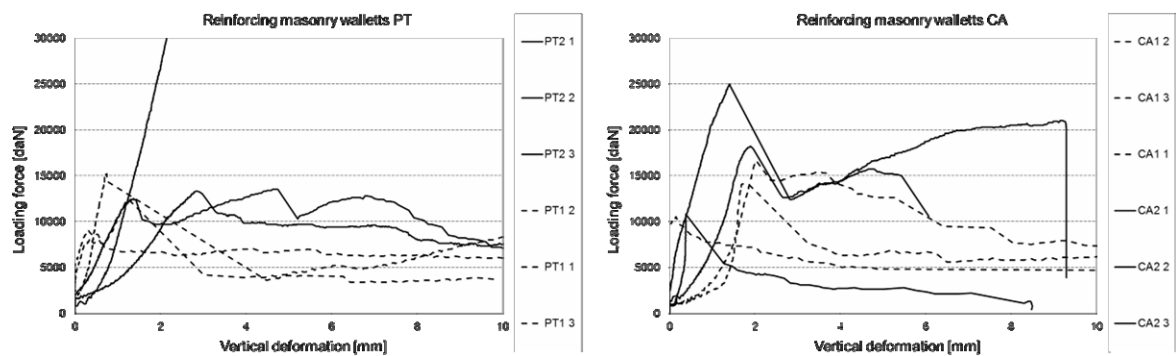 Reinforcing masonry walletts PT
30000
25000
20000
15000
10000
5000
0
Loading force [daN]
0 2 4 6 8 10
Vertical deformation [mm]
PT2 1
PT2 2
PT2 3
PT1 2
PT1 1
PT1 3
Reinforcing masonry walletts CA
30000
25000
20000
15000
10000
5000
0
Loading force [daN]
0 2 4 6 8 10
Vertical deformation [mm]
CA1 2
CA1 3
CA1 1
CA2 1
CA2 2
CA2 3